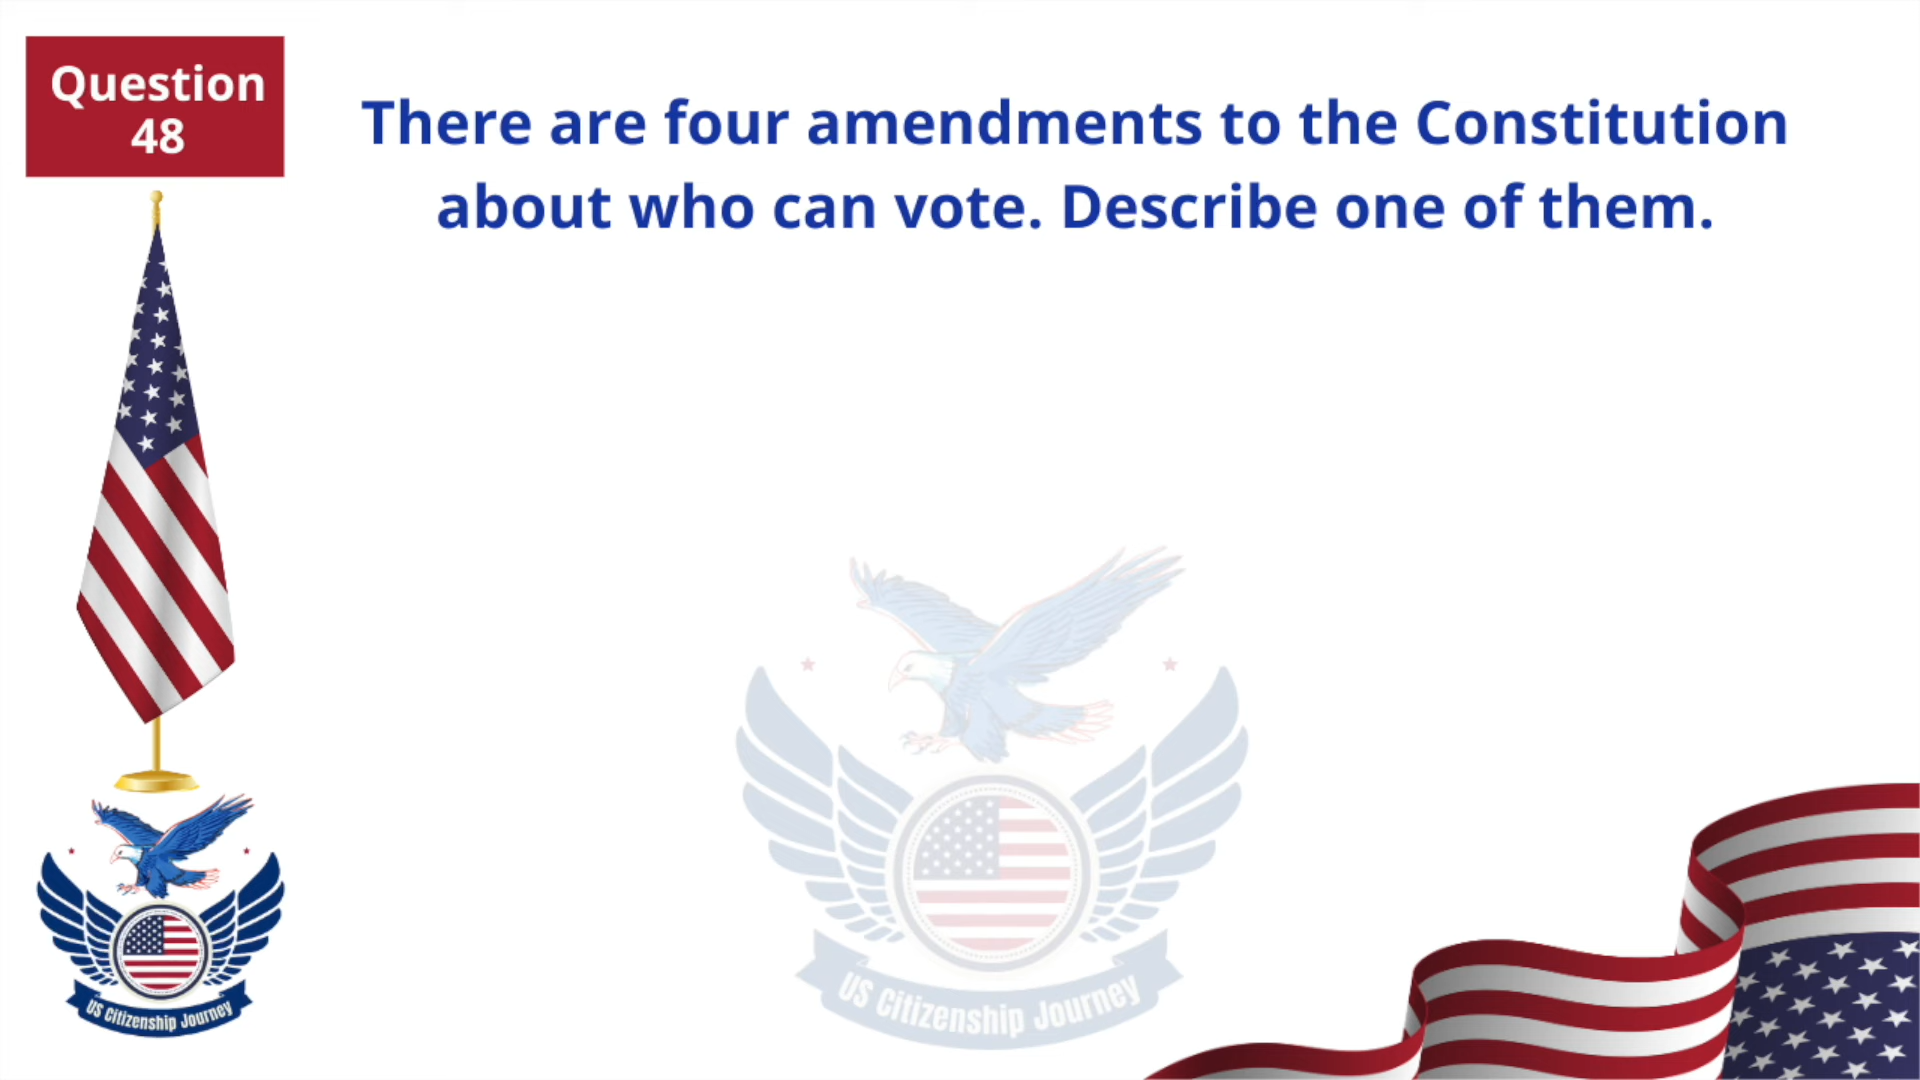 Question
48
There are four amendments to the Constitution
about who can vote. Describe one of them.
US Citizenship Journey
US Citizenship Journey